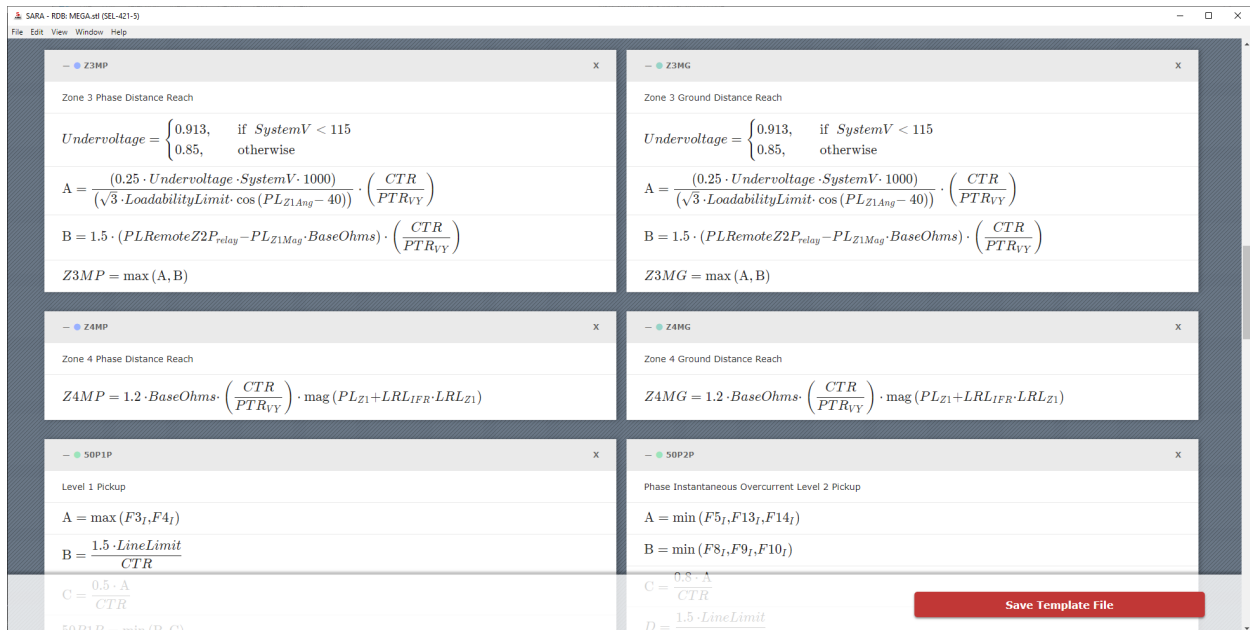 SARA - RDB: MEGA.stl (SEL-421-5)
File Edit View Window Help
Z3MP X
Zone 3 Phase Distance Reach
Undervoltage = {0.913, if SystemV < 115
0.85, otherwise
A = (0.25 · Undervoltage · SystemV · 1000) / (√3 · LoadabilityLimit · cos (PL_Z1Ang − 40)) · (CTR / PTR_VY)
B = 1.5 · (PLRemoteZ2P_relay − PL_Z1Mag · BaseOhms) · (CTR / PTR_VY)
Z3MP = max (A, B)
Z3MG X
Zone 3 Ground Distance Reach
Undervoltage = {0.913, if SystemV < 115
0.85, otherwise
A = (0.25 · Undervoltage · SystemV · 1000) / (√3 · LoadabilityLimit · cos (PL_Z1Ang − 40)) · (CTR / PTR_VY)
B = 1.5 · (PLRemoteZ2P_relay − PL_Z1Mag · BaseOhms) · (CTR / PTR_VY)
Z3MG = max (A, B)
Z4MP X
Zone 4 Phase Distance Reach
Z4MP = 1.2 · BaseOhms · (CTR / PTR_VY) · mag (PL_Z1 + LRL_IFR · LRL_Z1)
Z4MG X
Zone 4 Ground Distance Reach
Z4MG = 1.2 · BaseOhms · (CTR / PTR_VY) · mag (PL_Z1 + LRL_IFR · LRL_Z1)
50P1P X
Level 1 Pickup
A = max (F3_I, F4_I)
B = 1.5 · LineLimit / CTR
C = 0.5 · A / CTR
50P1P = min (B, C)
50P2P X
Phase Instantaneous Overcurrent Level 2 Pickup
A = min (F5_I, F13_I, F14_I)
B = min (F8_I, F9_I, F10_I)
C = 0.8 · A / CTR
D = 1.5 · LineLimit
Save Template File